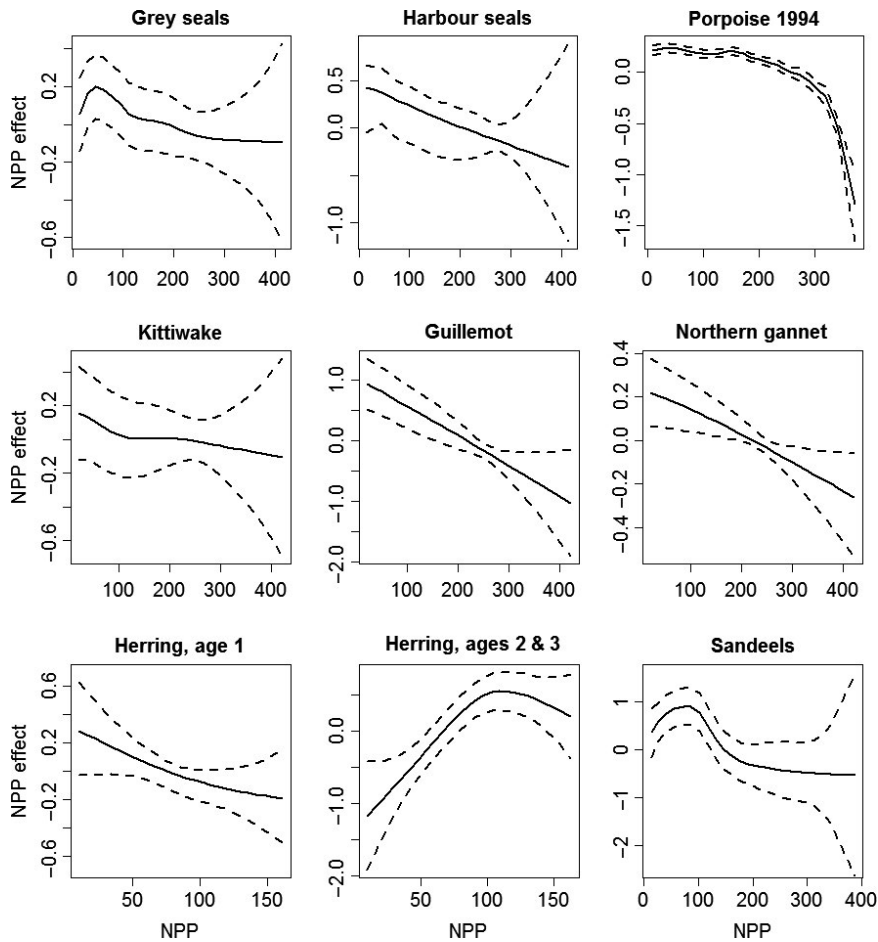 Grey seals
Harbour seals
Porpoise 1994
NPP effect
0.2
−0.2
−0.6
0 100 200 300 400
0.5
0.0
−1.0
0 100 200 300 400
0.0
−0.5
−1.0
−1.5
0 100 200 300
Kittiwake
Guillemot
Northern gannet
NPP effect
0.2
−0.2
−0.6
100 200 300 400
1.0
0.0
−1.0
−2.0
100 200 300 400
0.4
0.2
0.0
−0.2
−0.4
100 200 300 400
Herring, age 1
Herring, ages 2 & 3
Sandeels
NPP effect
0.6
0.2
−0.2
−0.6
50 100 150
NPP
0.0
−1.0
−2.0
50 100 150
NPP
1
0
−1
−2
0 100 200 300 400
NPP